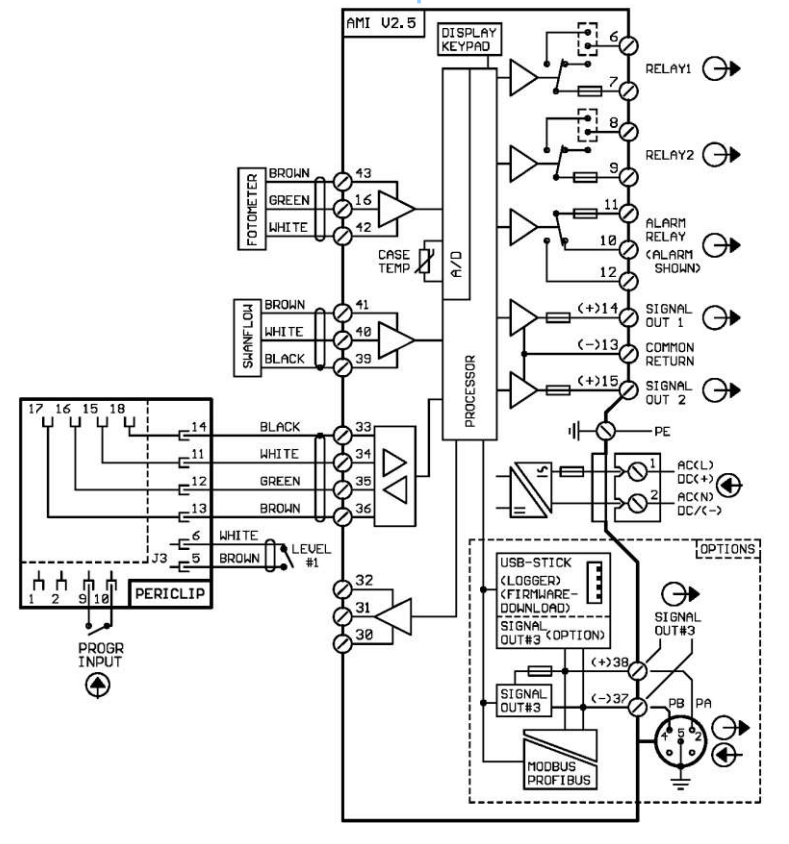 AMI V2.5
DISPLAY
KEYPAD
6
RELAY1
7
8
RELAY2
9
11
ALARM
RELAY
10
(ALARM
SHOWN)
12
FOTOMETER
BROWN
43
GREEN
16
WHITE
42
CASE
TEMP
A/D
SWANFLOW
BROWN
41
WHITE
40
BLACK
39
PROCESSOR
(+)14
SIGNAL
OUT 1
(-)13
COMMON
RETURN
(+)15
SIGNAL
OUT 2
PE
1
AC(L)
DC(+)
2
AC(N)
DC/(-)
17 16 15 18
14
BLACK
33
11
WHITE
34
12
GREEN
35
13
BROWN
36
6
WHITE
J3
5
BROWN
LEVEL
#1
1 2 9 10
PERICLIP
PROGR
INPUT
32
31
30
OPTIONS
USB-STICK
(LOGGER)
(FIRMWARE-
DOWNLOAD)
SIGNAL
OUT#3 (OPTION)
SIGNAL
OUT#3
(+)38
SIGNAL
OUT#3
(-)37
PB PA
4 5 2
MODBUS
PROFIBUS